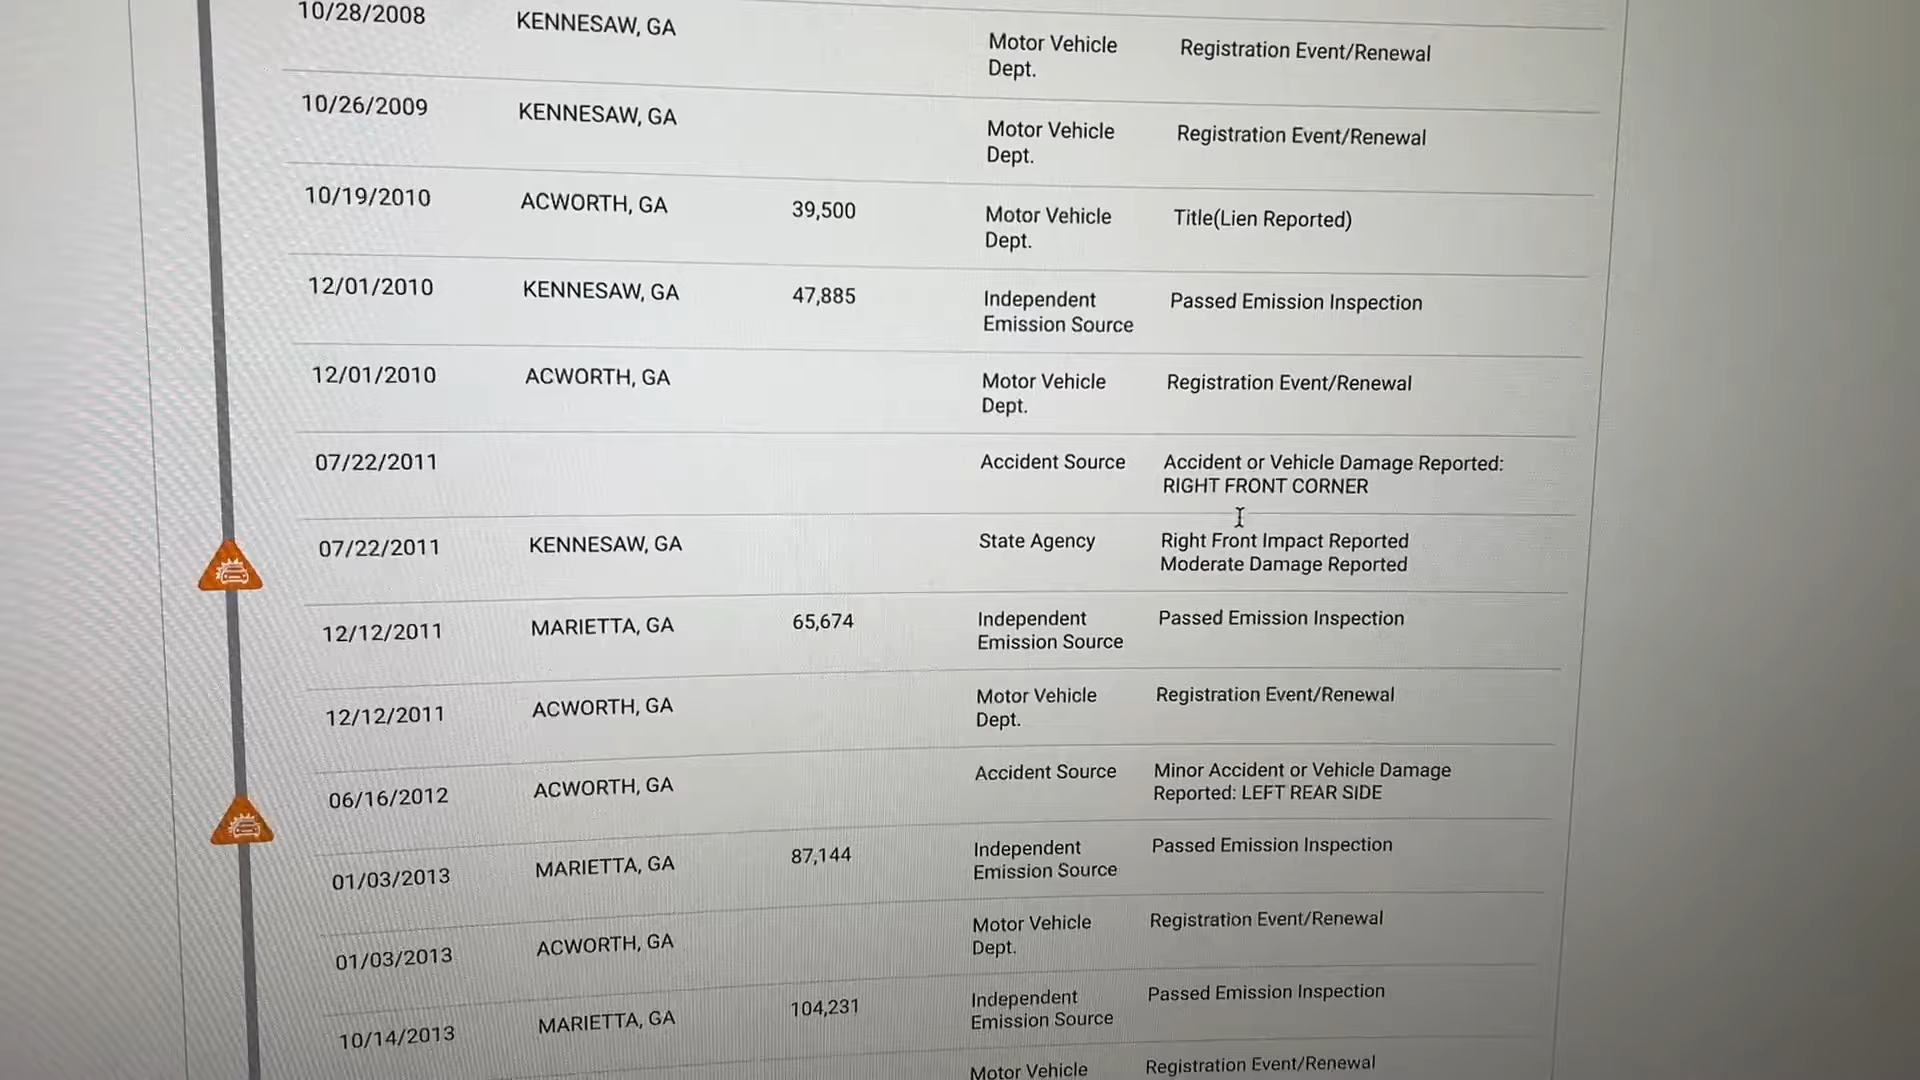 10/28/2008 KENNESAW, GA Motor Vehicle Registration Event/Renewal
Dept.
10/26/2009 KENNESAW, GA Motor Vehicle Registration Event/Renewal
Dept.
10/19/2010 ACWORTH, GA 39,500 Motor Vehicle Title(Lien Reported)
Dept.
12/01/2010 KENNESAW, GA 47,885 Independent Passed Emission Inspection
Emission Source
12/01/2010 ACWORTH, GA Motor Vehicle Registration Event/Renewal
Dept.
07/22/2011 Accident Source Accident or Vehicle Damage Reported:
RIGHT FRONT CORNER
07/22/2011 KENNESAW, GA State Agency Right Front Impact Reported
Moderate Damage Reported
12/12/2011 MARIETTA, GA 65,674 Independent Passed Emission Inspection
Emission Source
12/12/2011 ACWORTH, GA Motor Vehicle Registration Event/Renewal
Dept.
06/16/2012 ACWORTH, GA Accident Source Minor Accident or Vehicle Damage
Reported: LEFT REAR SIDE
01/03/2013 MARIETTA, GA 87,144 Independent Passed Emission Inspection
Emission Source
01/03/2013 ACWORTH, GA Motor Vehicle Registration Event/Renewal
Dept.
10/14/2013 MARIETTA, GA 104,231 Independent Passed Emission Inspection
Emission Source
Motor Vehicle Registration Event/Renewal